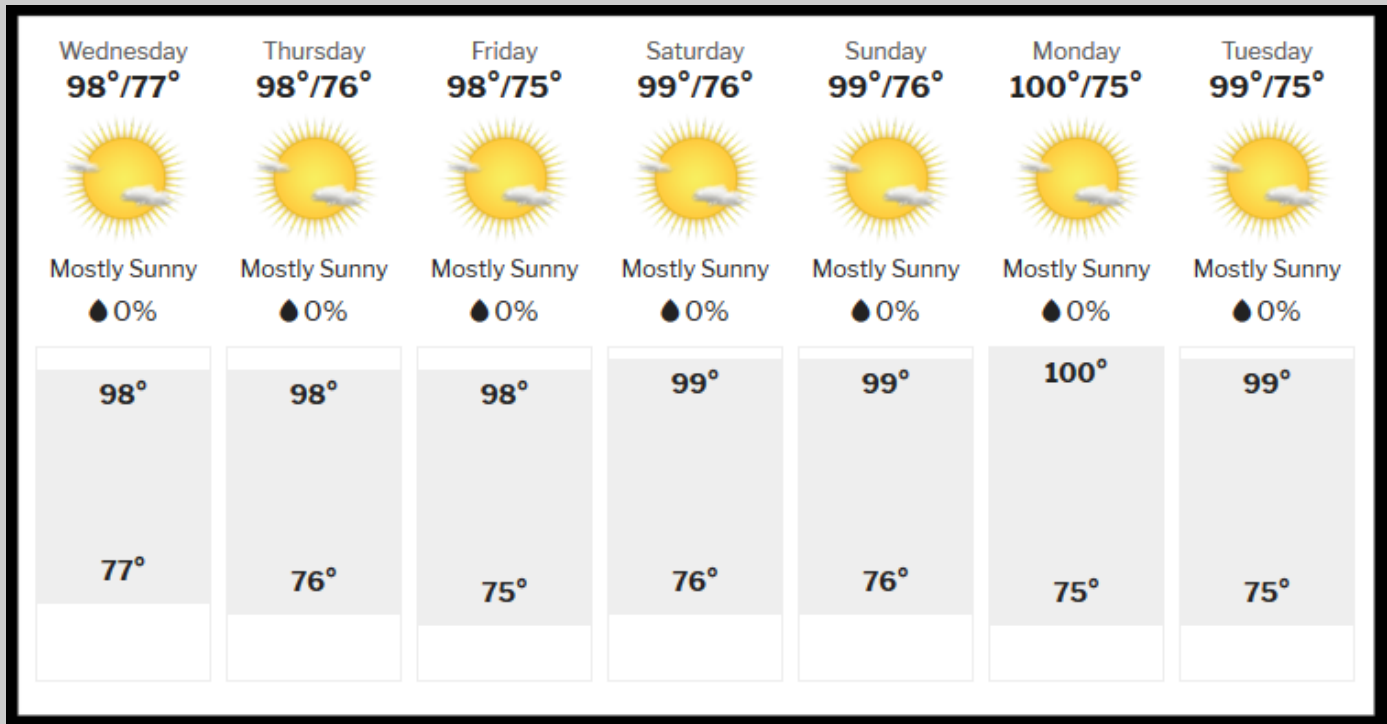 Wednesday
98°/77°
Mostly Sunny
0%
98°
77°
Thursday
98°/76°
Mostly Sunny
0%
98°
76°
Friday
98°/75°
Mostly Sunny
0%
98°
75°
Saturday
99°/76°
Mostly Sunny
0%
99°
76°
Sunday
99°/76°
Mostly Sunny
0%
99°
76°
Monday
100°/75°
Mostly Sunny
0%
100°
75°
Tuesday
99°/75°
Mostly Sunny
0%
99°
75°